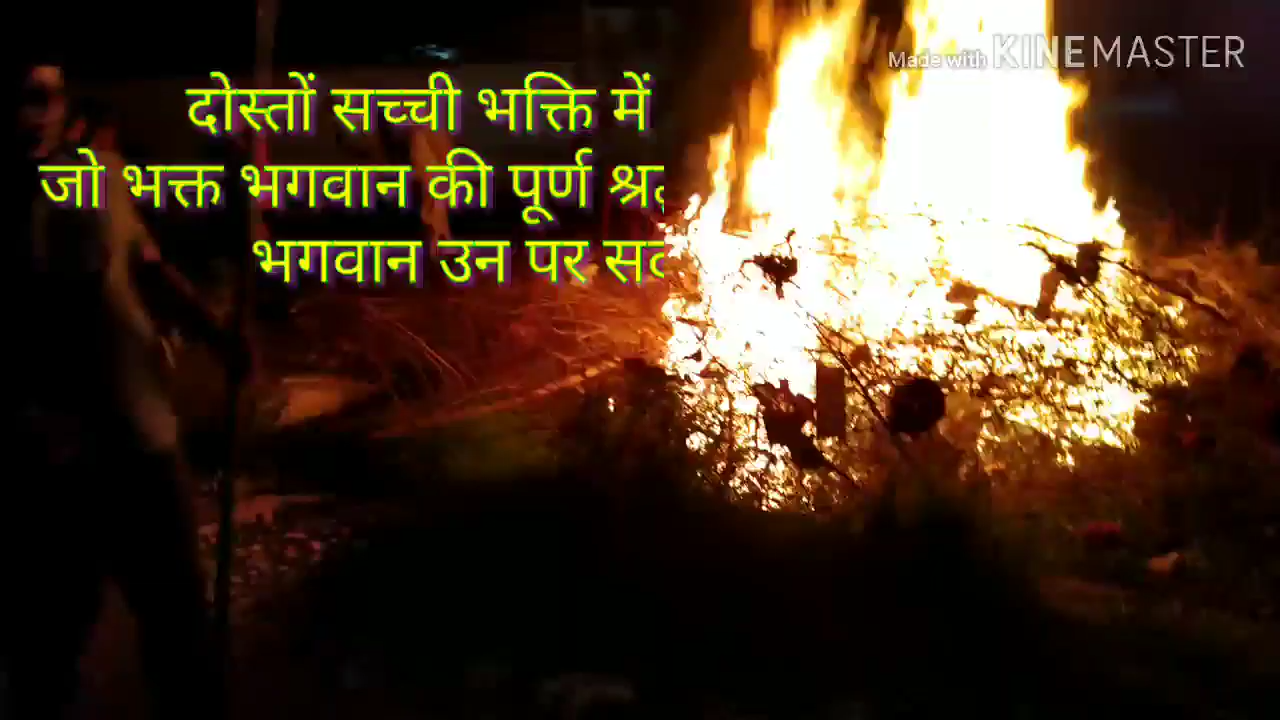 Made with KINEMASTER
दोस्तों सच्ची भक्ति में
जो भक्त भगवान की पूर्ण
भगवान उन पर